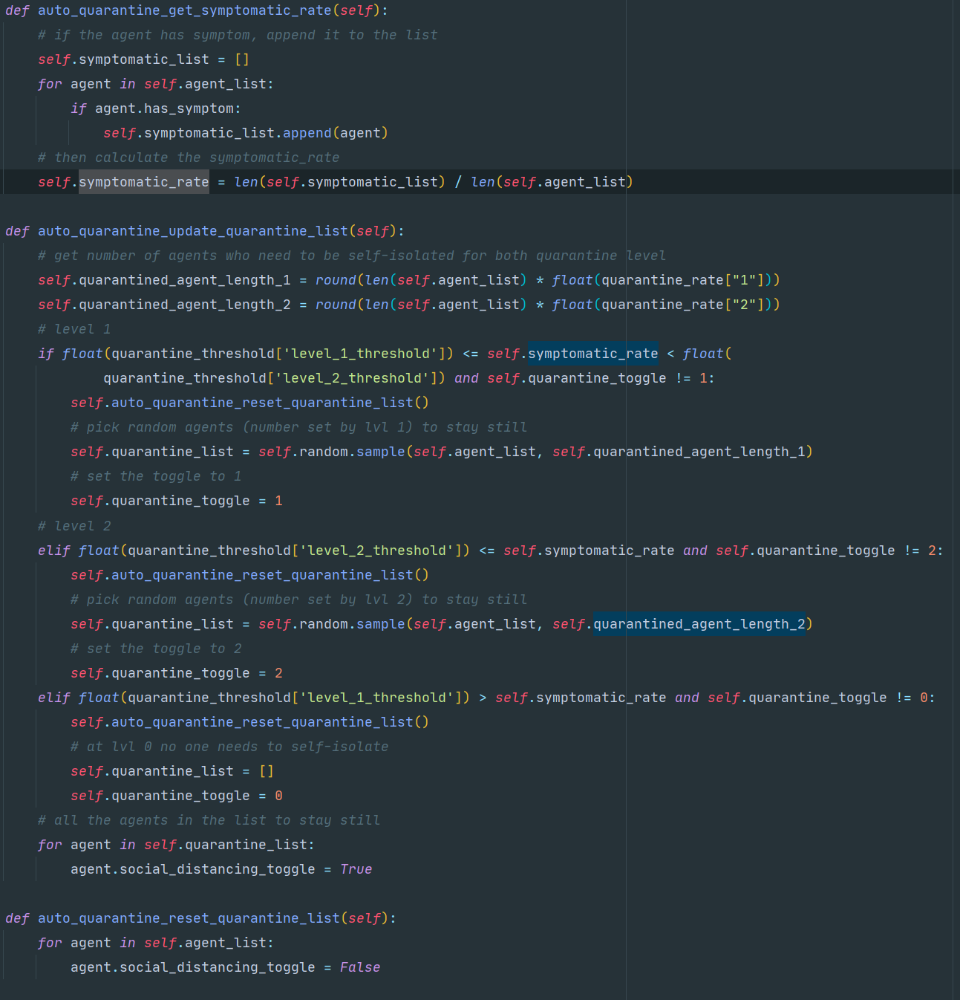 def auto_quarantine_get_symptomatic_rate(self):
    # if the agent has symptom, append it to the list
    self.symptomatic_list = []
    for agent in self.agent_list:
        if agent.has_symptom:
            self.symptomatic_list.append(agent)
    # then calculate the symptomatic_rate
    self.symptomatic_rate = len(self.symptomatic_list) / len(self.agent_list)

def auto_quarantine_update_quarantine_list(self):
    # get number of agents who need to be self-isolated for both quarantine level
    self.quarantined_agent_length_1 = round(len(self.agent_list) * float(quarantine_rate["1"]))
    self.quarantined_agent_length_2 = round(len(self.agent_list) * float(quarantine_rate["2"]))
    # level 1
    if float(quarantine_threshold['level_1_threshold']) <= self.symptomatic_rate < float(
            quarantine_threshold['level_2_threshold']) and self.quarantine_toggle != 1:
        self.auto_quarantine_reset_quarantine_list()
        # pick random agents (number set by lvl 1) to stay still
        self.quarantine_list = self.random.sample(self.agent_list, self.quarantined_agent_length_1)
        # set the toggle to 1
        self.quarantine_toggle = 1
    # level 2
    elif float(quarantine_threshold['level_2_threshold']) <= self.symptomatic_rate and self.quarantine_toggle != 2:
        self.auto_quarantine_reset_quarantine_list()
        # pick random agents (number set by lvl 2) to stay still
        self.quarantine_list = self.random.sample(self.agent_list, self.quarantined_agent_length_2)
        # set the toggle to 2
        self.quarantine_toggle = 2
    elif float(quarantine_threshold['level_1_threshold']) > self.symptomatic_rate and self.quarantine_toggle != 0:
        self.auto_quarantine_reset_quarantine_list()
        # at lvl 0 no one needs to self-isolate
        self.quarantine_list = []
        self.quarantine_toggle = 0
    # all the agents in the list to stay still
    for agent in self.quarantine_list:
        agent.social_distancing_toggle = True

def auto_quarantine_reset_quarantine_list(self):
    for agent in self.agent_list:
        agent.social_distancing_toggle = False